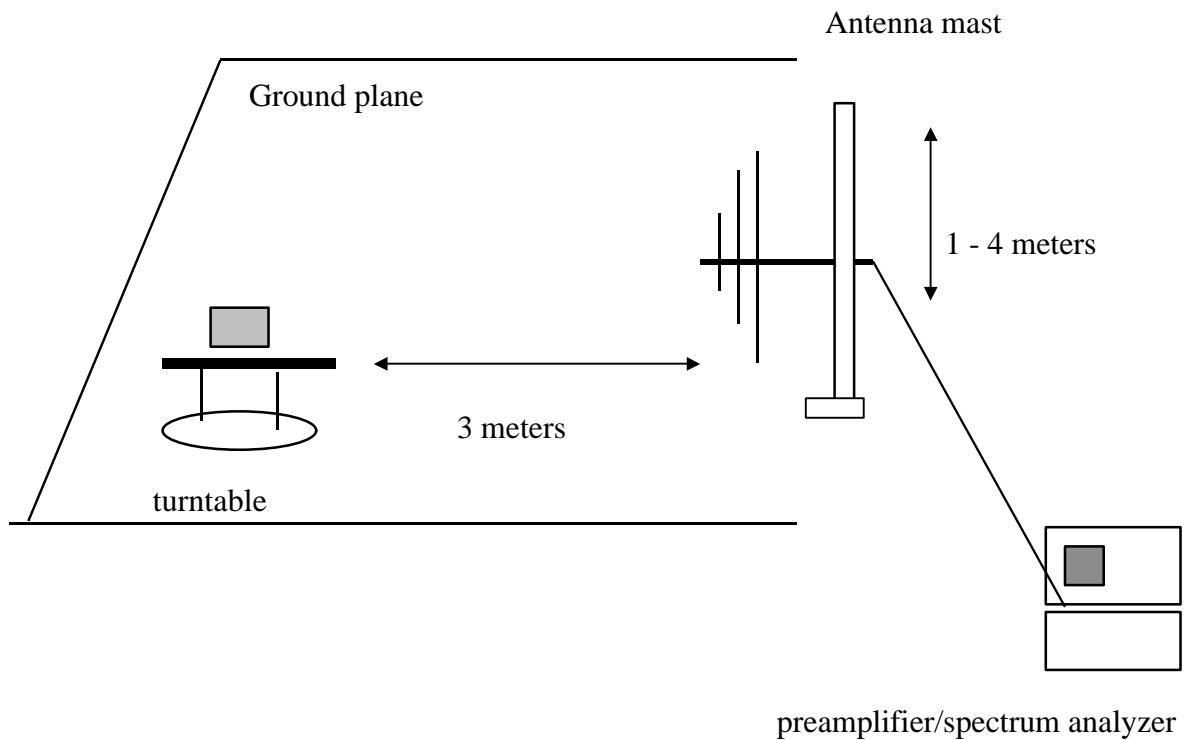 Antenna mast
Ground plane
1 - 4 meters
3 meters
turntable
preamplifier/spectrum analyzer